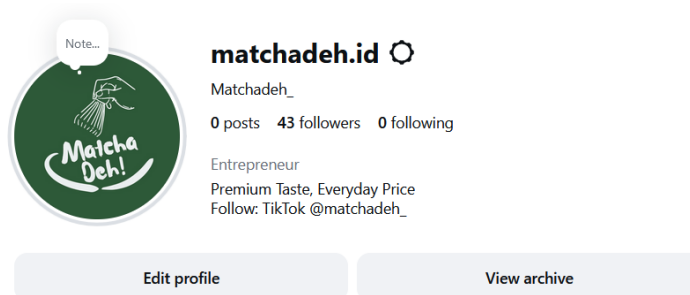 Note...
matchadeh.id
Matchadeh_
0 posts 43 followers 0 following
Matcha
Deh!
Entrepreneur
Premium Taste, Everyday Price
Follow: TikTok @matchadeh_
Edit profile View archive